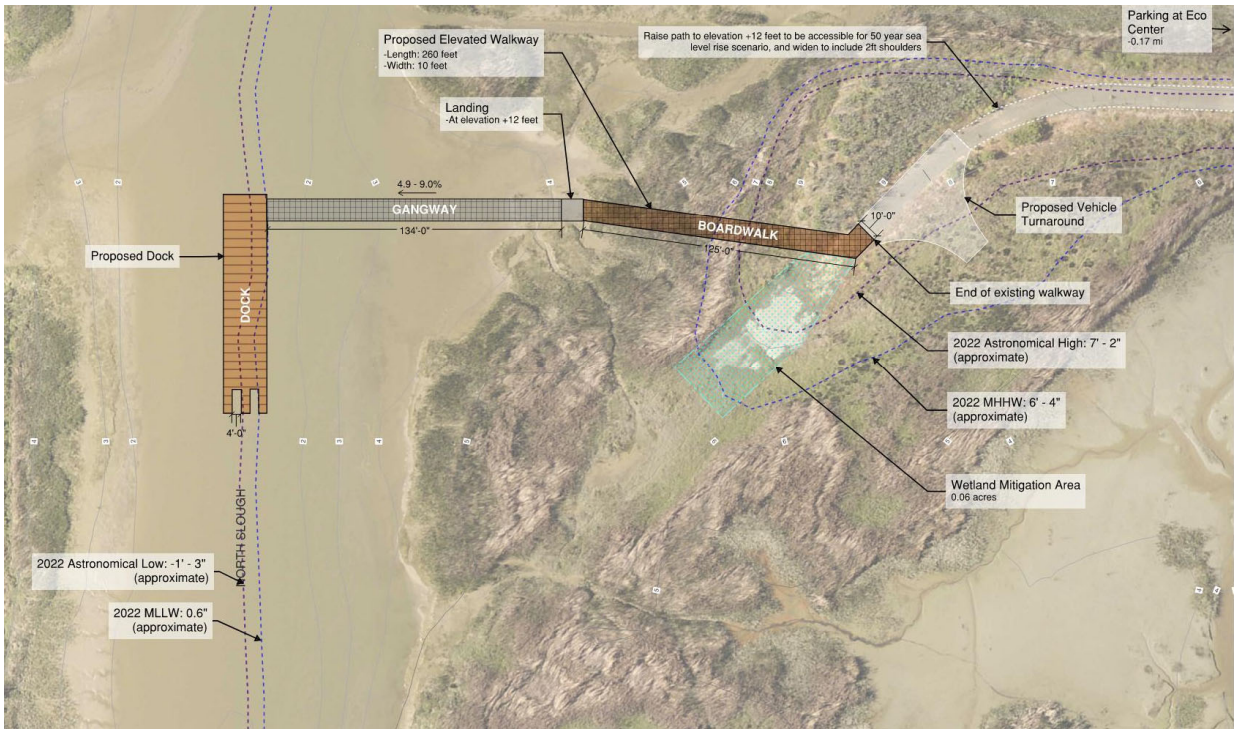 Parking at Eco
Center
-0.17 mi
Raise path to elevation +12 feet to be accessible for 50 year sea
level rise scenario, and widen to include 2ft shoulders
Proposed Elevated Walkway
-Length: 260 feet
-Width: 10 feet
Landing
-At elevation +12 feet
4.9 - 9.0%
GANGWAY
134'-0"
BOARDWALK
125'-0"
10'-0"
Proposed Vehicle
Turnaround
Proposed Dock
DOCK
End of existing walkway
2022 Astronomical High: 7' - 2"
(approximate)
2022 MHHW: 6' - 4"
(approximate)
4'-0"
Wetland Mitigation Area
0.06 acres
NORTH SLOUGH
2022 Astronomical Low: -1' - 3"
(approximate)
2022 MLLW: 0.6"
(approximate)